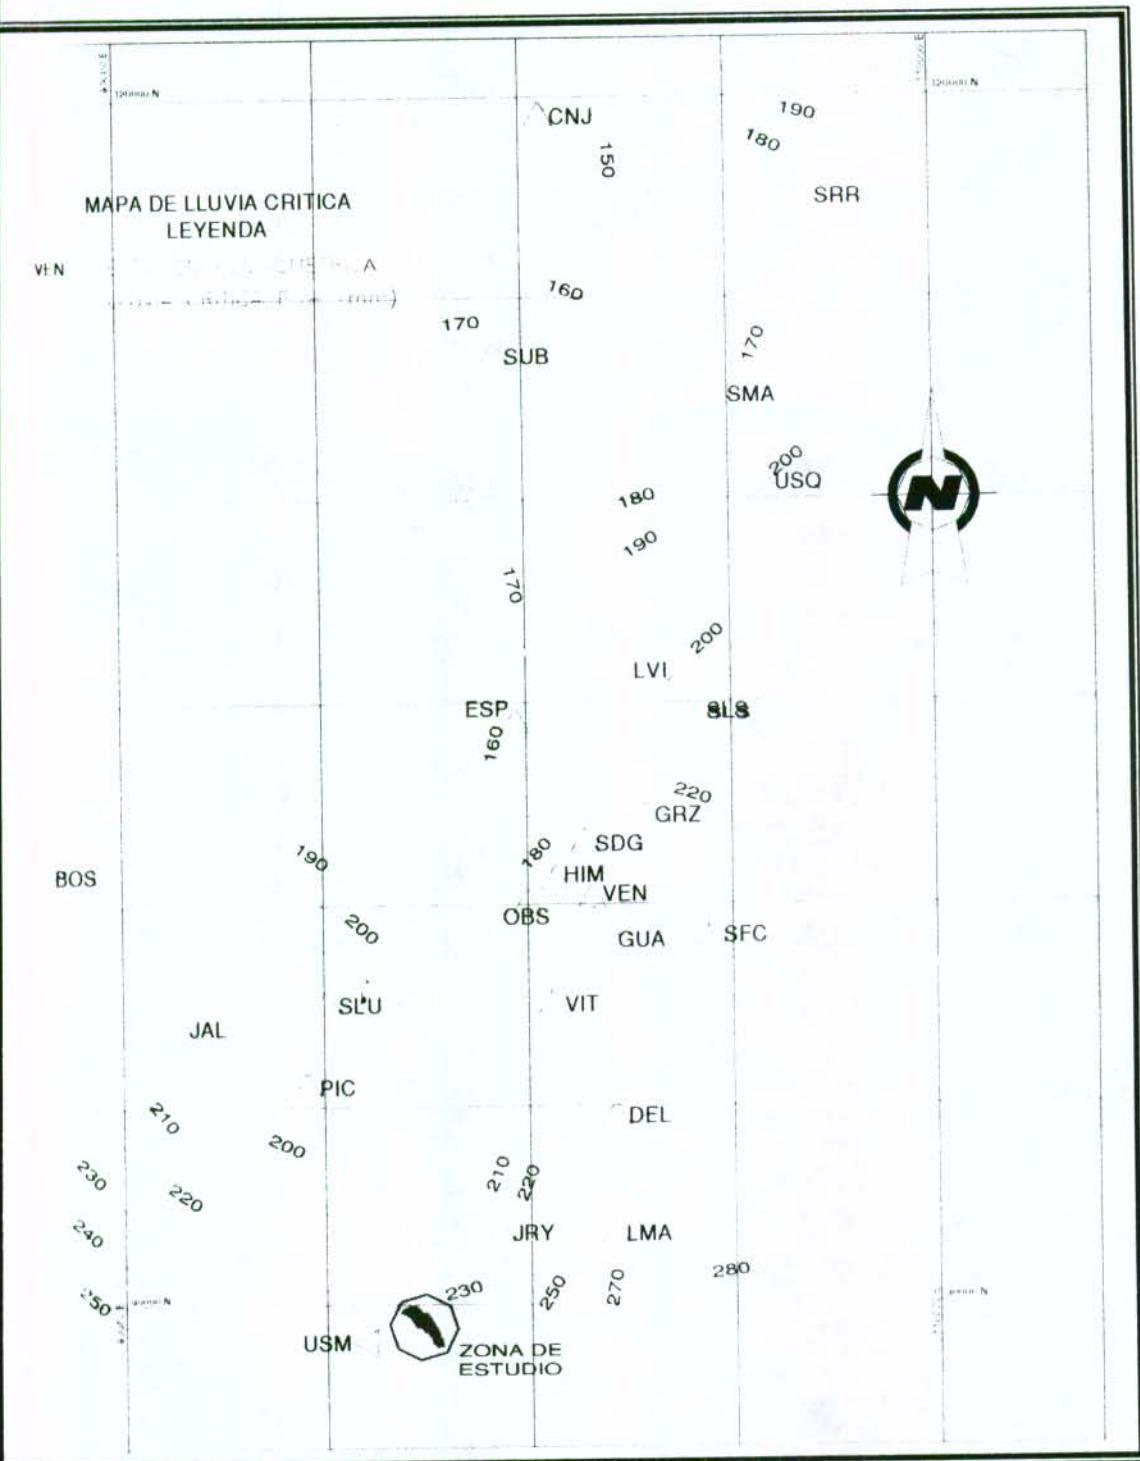 120000 N
120000 N
CNJ
190
180
150
SRR
MAPA DE LLUVIA CRITICA
LEYENDA
VEN
A
mm)
160
170
SUB
170
SMA
200
USQ
N
180
190
170
200
LVI
SLS
ESP
160
220
GRZ
SDG
180
190
HIM
BOS
VEN
OBS
200
GUA
SFC
SLU
VIT
JAL
PIC
210
DEL
200
230
210
220
220
240
JRY
LMA
280
250
230
250
270
USM
ZONA DE
ESTUDIO